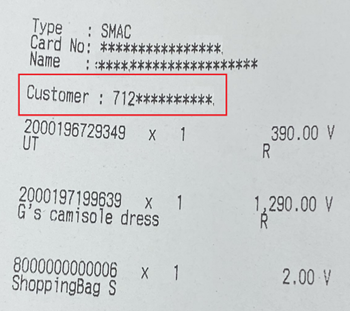 Type : SMAC
Card No: ****************
Name :**********************
Customer : 712**********
2000196729349 x 1 390.00 V
UT R
2000197199639 x 1 1,290.00 V
G's camisole dress R
8000000000006 x 1 2.00 V
ShoppingBag S